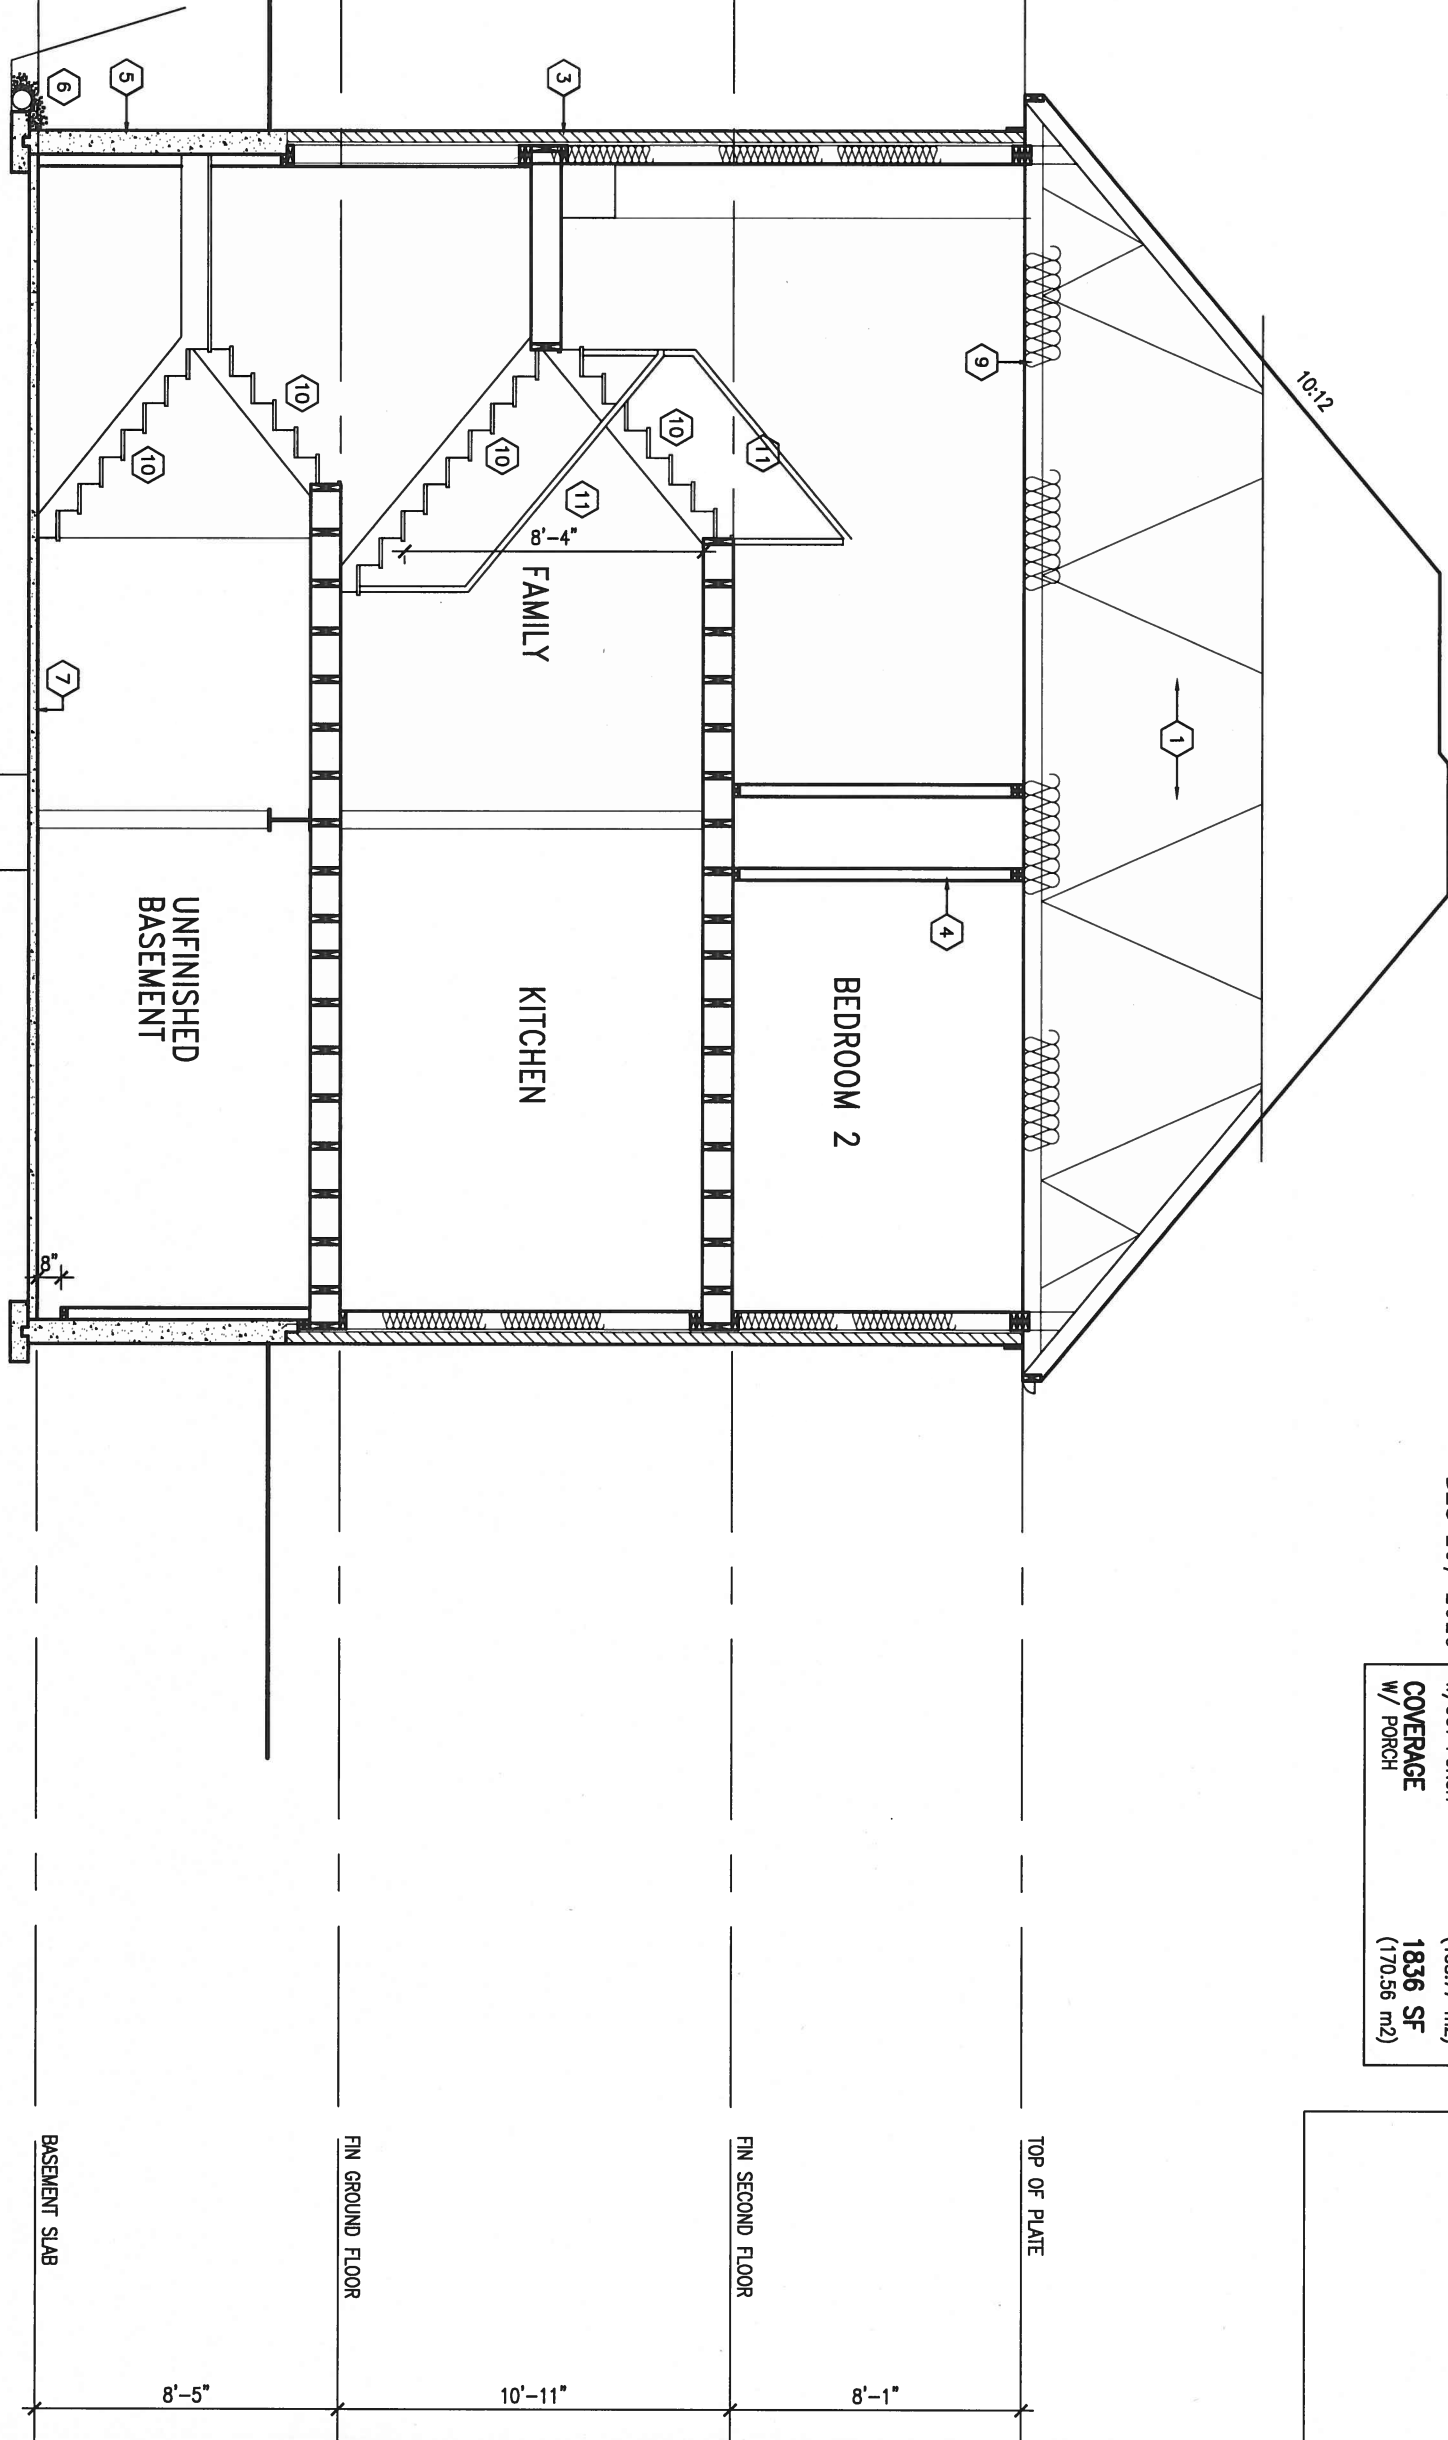 10:12
COVERAGE
W/ PORCH
1836 SF
(170.56 m2)
1
9
4
BEDROOM 2
11
10
3
8'-4"
11
10
FAMILY
KITCHEN
10
10
5
6
7
UNFINISHED
BASEMENT
8"
TOP OF PLATE
FIN SECOND FLOOR
FIN GROUND FLOOR
BASEMENT SLAB
8'-1"
10'-11"
8'-5"